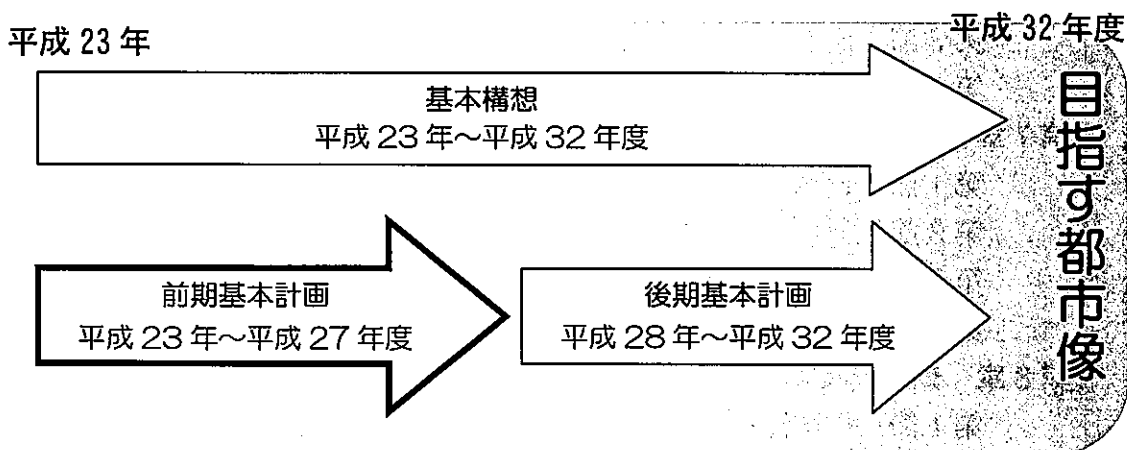 平成 23 年
平成 32 年度
基本構想
平成 23 年～平成 32 年度
前期基本計画
平成 23 年～平成 27 年度
後期基本計画
平成 28 年～平成 32 年度
目指す都市像